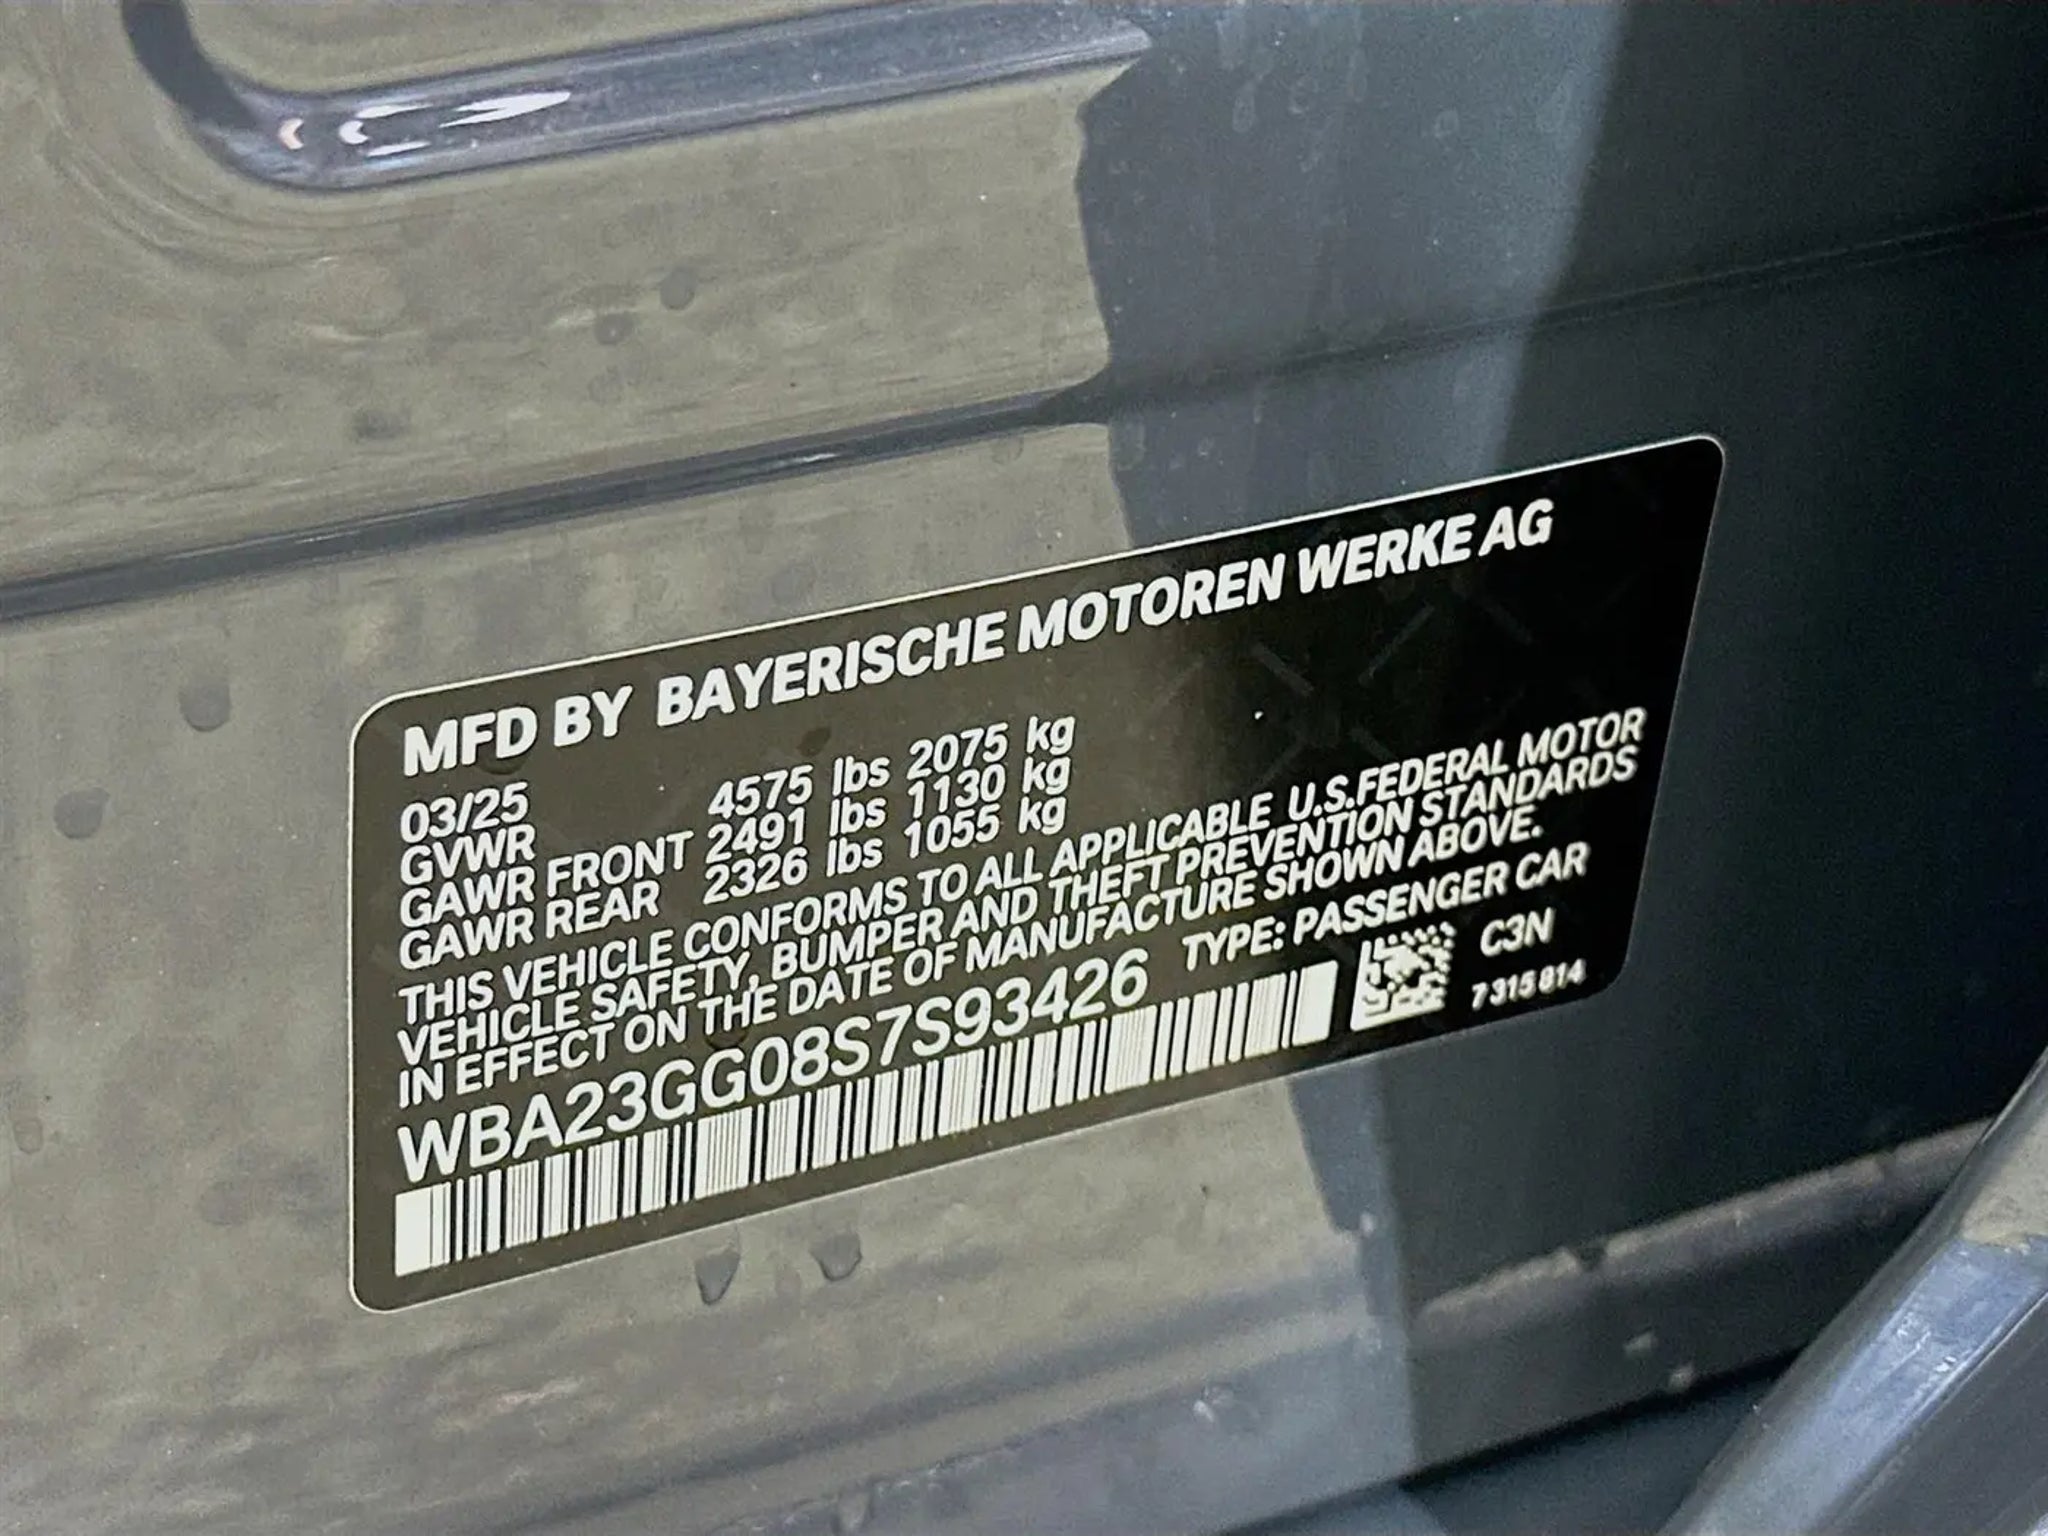 MFD BY BAYERISCHE MOTOREN WERKE AG
03/25
GVWR 4575 lbs 2075 kg
GAWR FRONT 2491 lbs 1130 kg
GAWR REAR 2326 lbs 1055 kg
THIS VEHICLE CONFORMS TO ALL APPLICABLE U.S.FEDERAL MOTOR
VEHICLE SAFETY, BUMPER AND THEFT PREVENTION STANDARDS
IN EFFECT ON THE DATE OF MANUFACTURE SHOWN ABOVE.
WBA23GG08S7S93426 TYPE: PASSENGER CAR
C3N
7 315 814